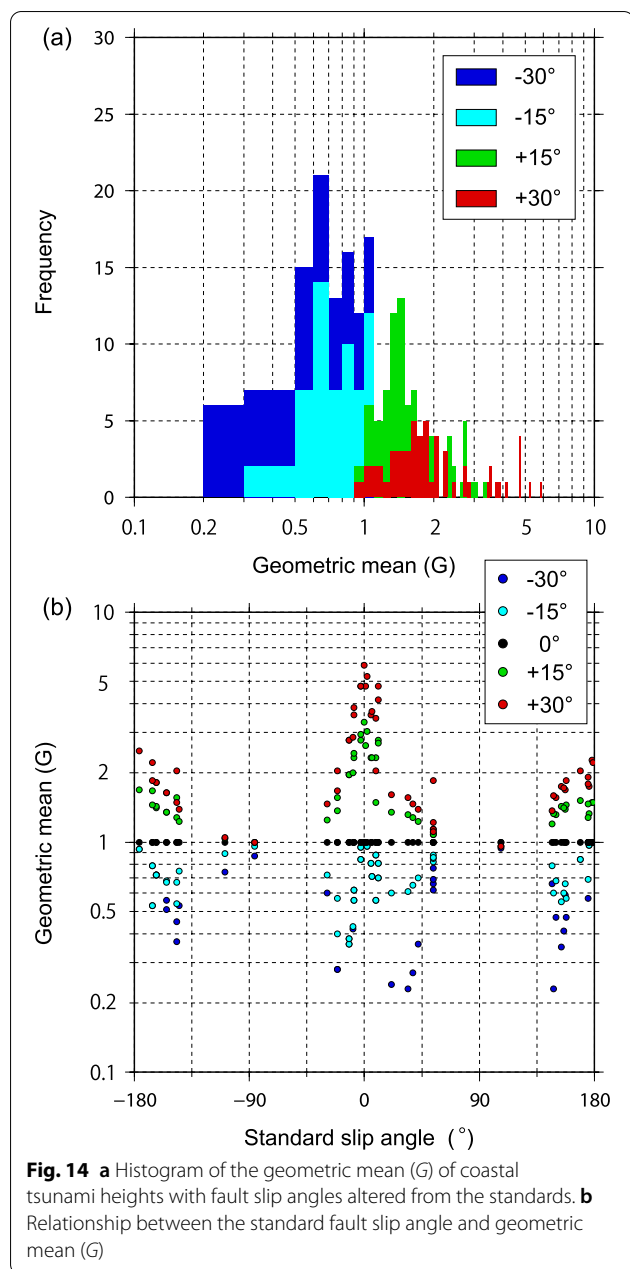 (a)
30
25
20
15
10
5
0
Frequency
-30°
-15°
+15°
+30°
0.1 0.2 0.5 1 2 5 10
Geometric mean (G)
(b)
-30°
-15°
0°
+15°
+30°
10
5
2
1
0.5
0.2
0.1
Geometric mean (G)
−180 −90 0 90 180
Standard slip angle (°)
Fig. 14 a Histogram of the geometric mean (G) of coastal
tsunami heights with fault slip angles altered from the standards. b
Relationship between the standard fault slip angle and geometric
mean (G)